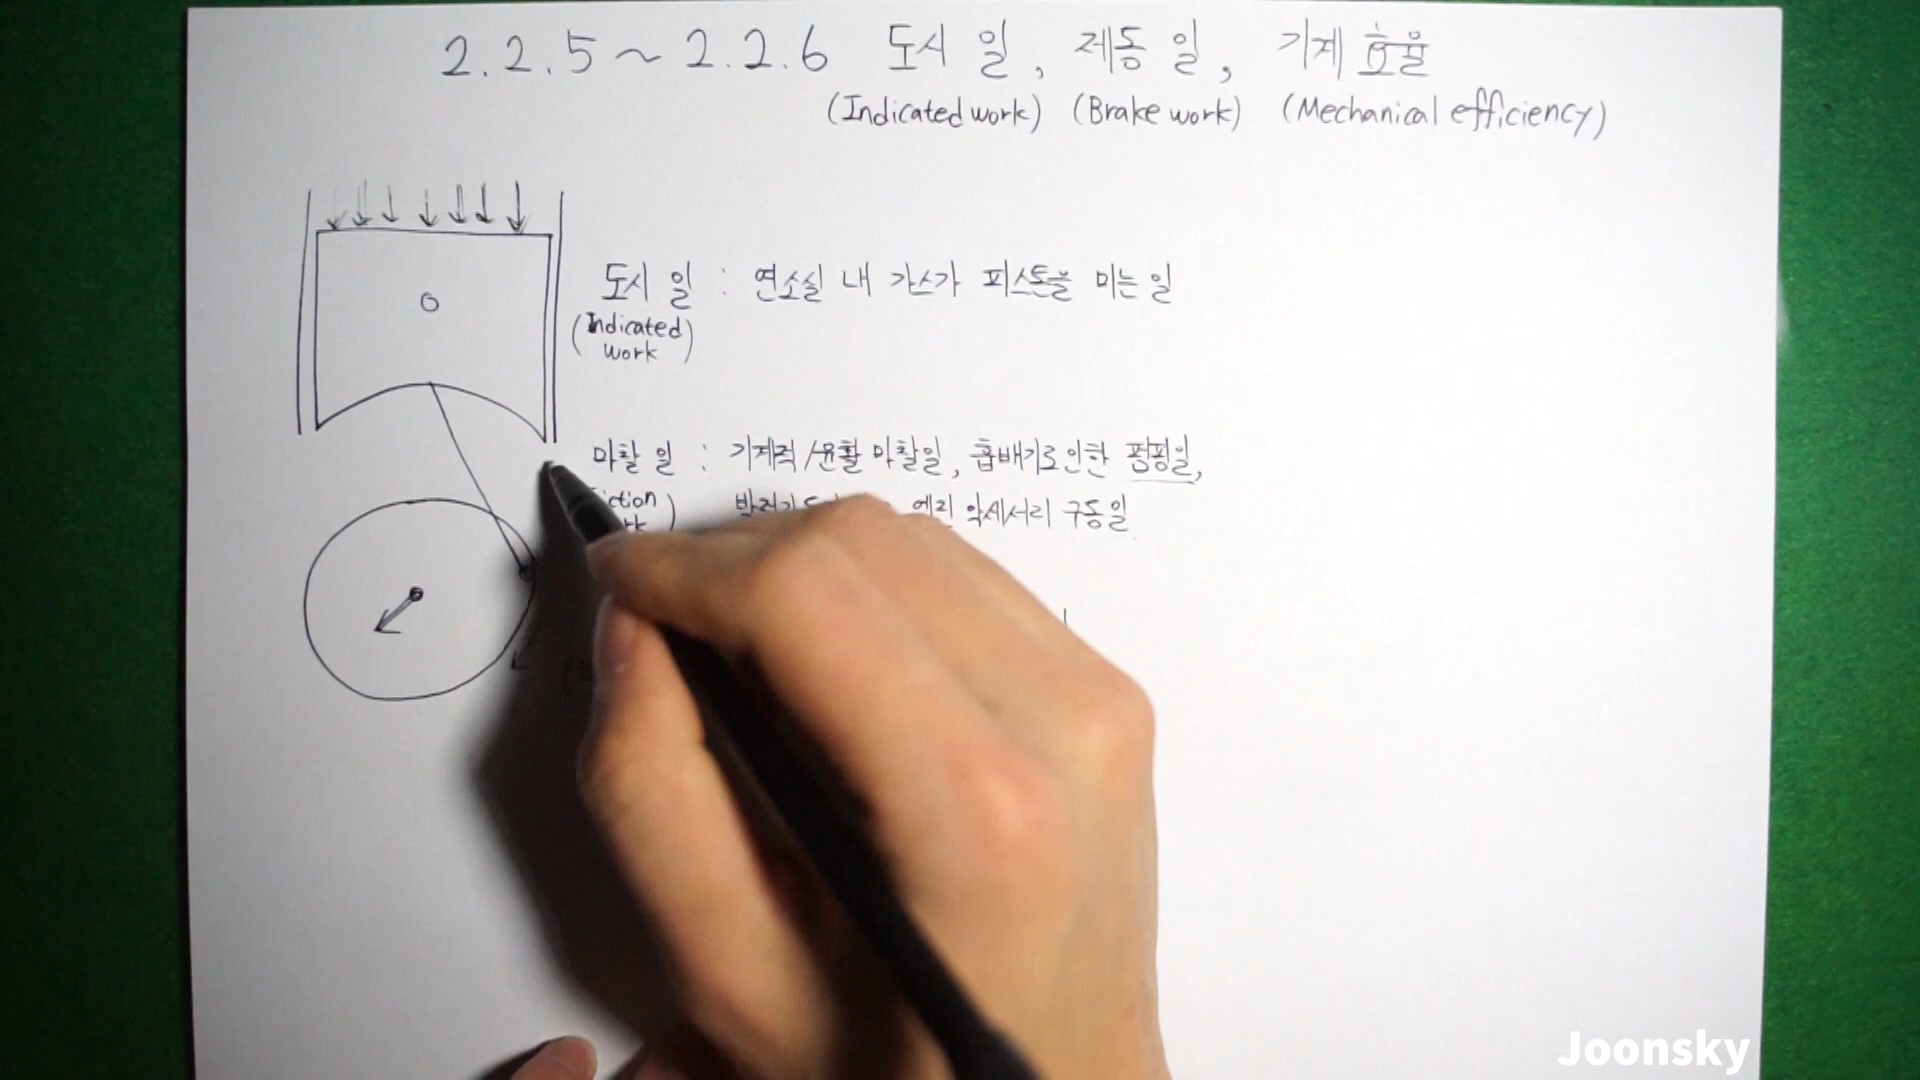 2.2.5 ~ 2.2.6 도시 일, 제동 일, 기계 효율
(Indicated work) (Brake work) (Mechanical efficiency)
도시 일 : 연소실 내 가스가 피스톤을 미는 일
(Indicated work)
마찰 일 : 기계적/윤활 마찰일, 흡배기로 인한 펌핑일,
엔진 악세서리 구동일
Joonsky